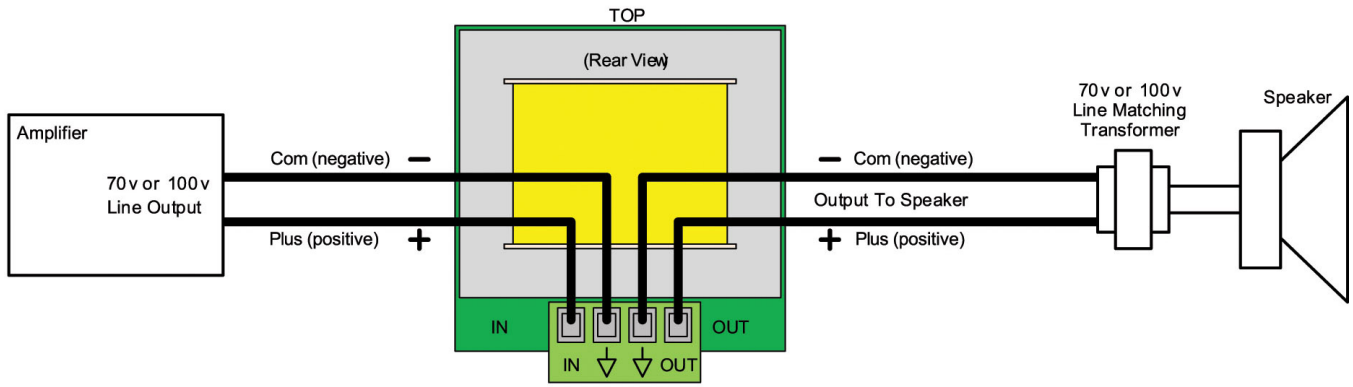 TOP
(Rear View)
Amplifier
70v or 100v
Line Output
Com (negative) −
Plus (positive) +
− Com (negative)
Output To Speaker
+ Plus (positive)
70v or 100v
Line Matching
Transformer
Speaker
IN
OUT
IN
OUT